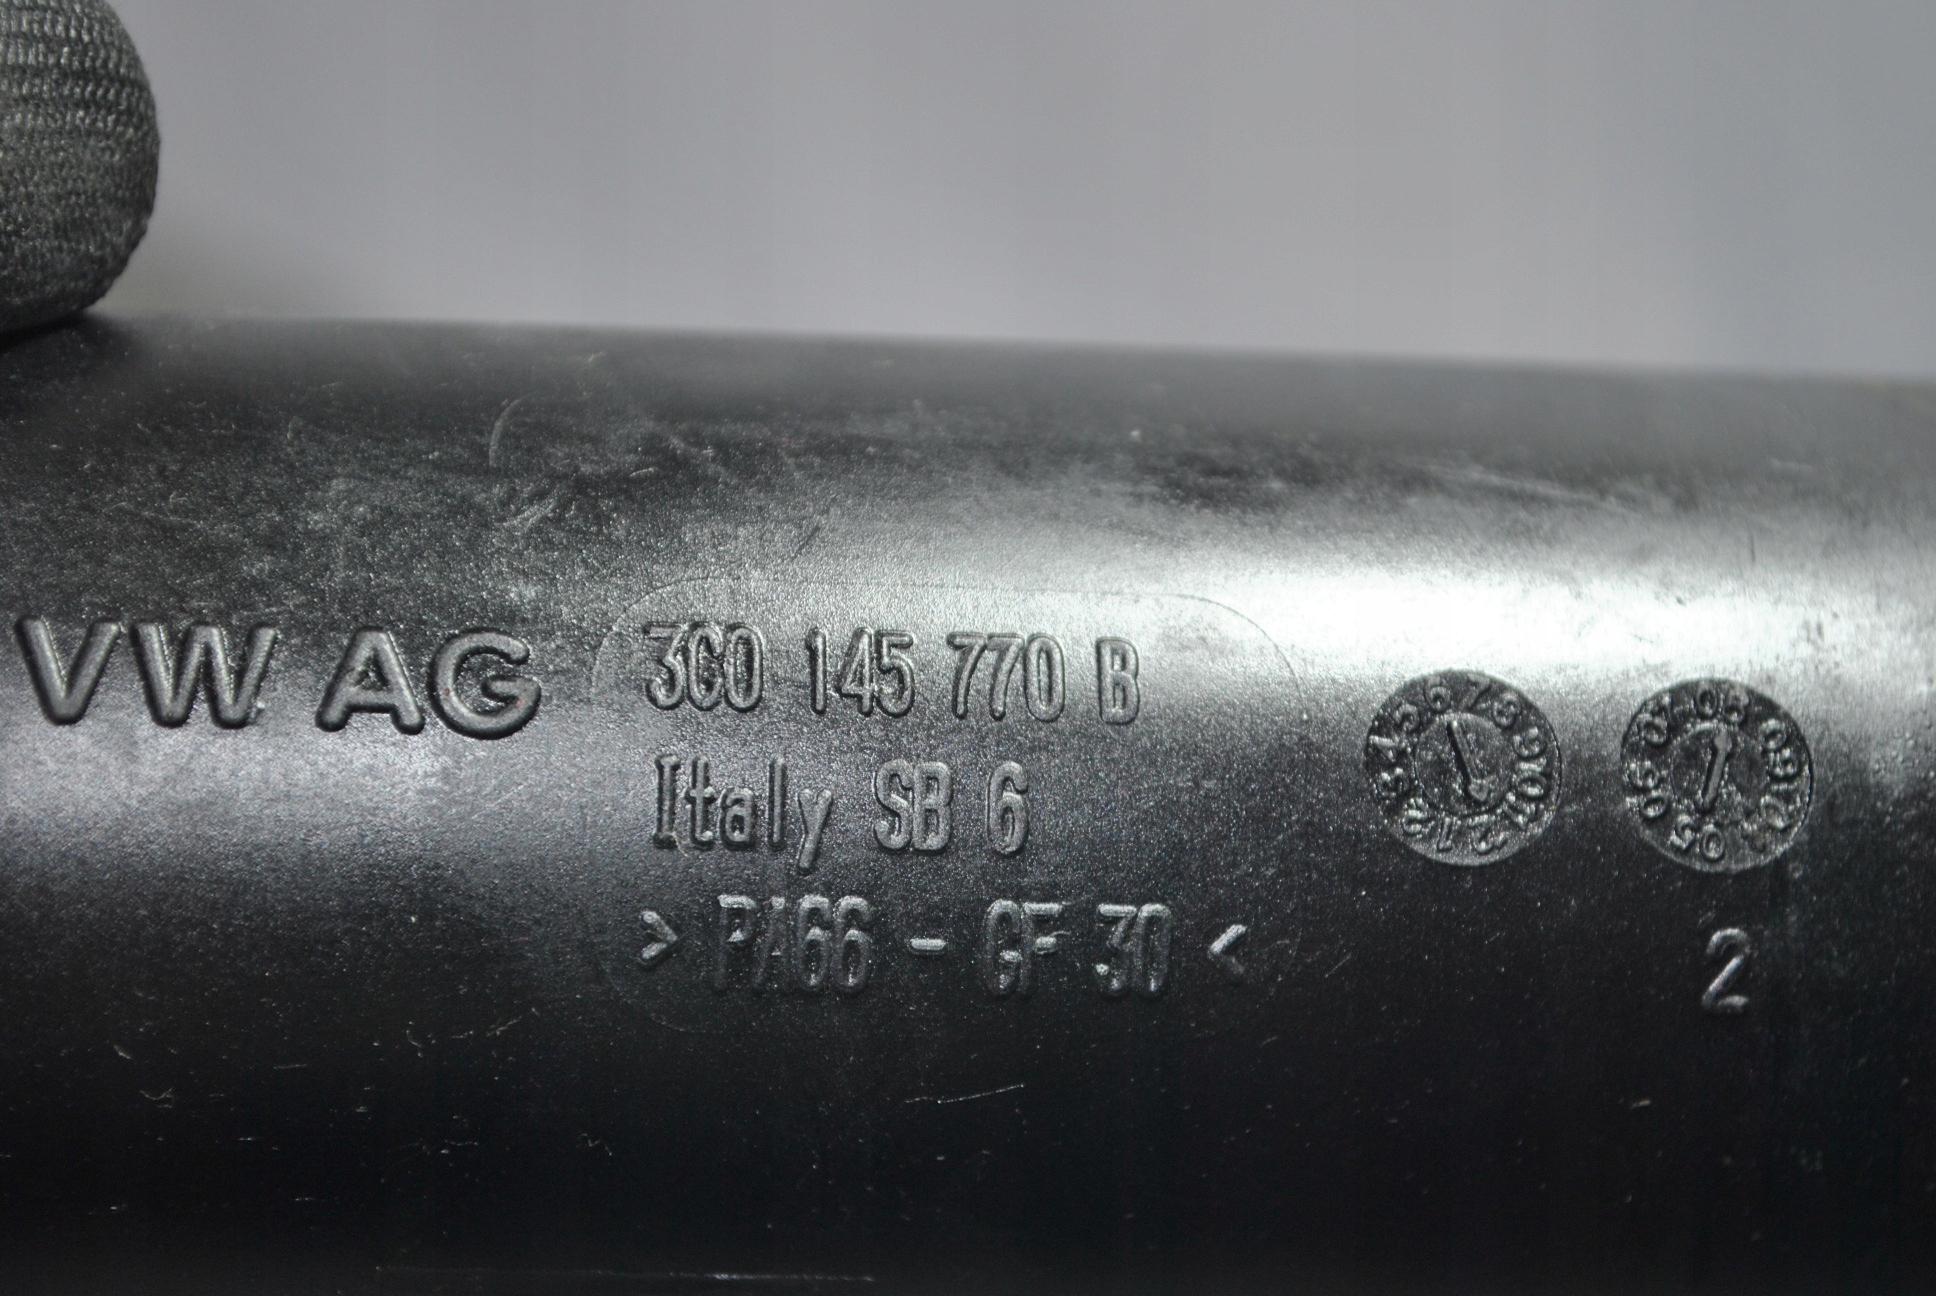 VW AG
3C0 145 770 B
Italy SB 6
> PA66 - GF 30 <
2